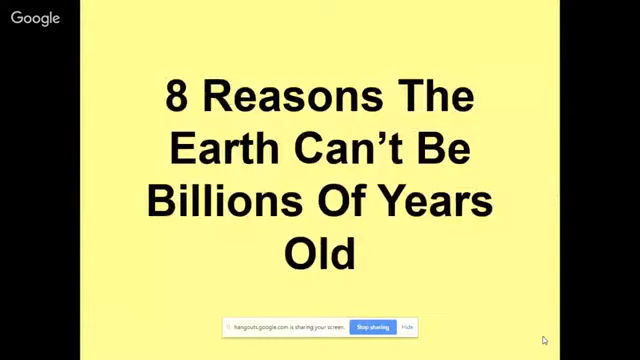 Google
8 Reasons The
Earth Can't Be
Billions Of Years
Old
hangouts.google.com is sharing your screen.
Stop sharing
Hide